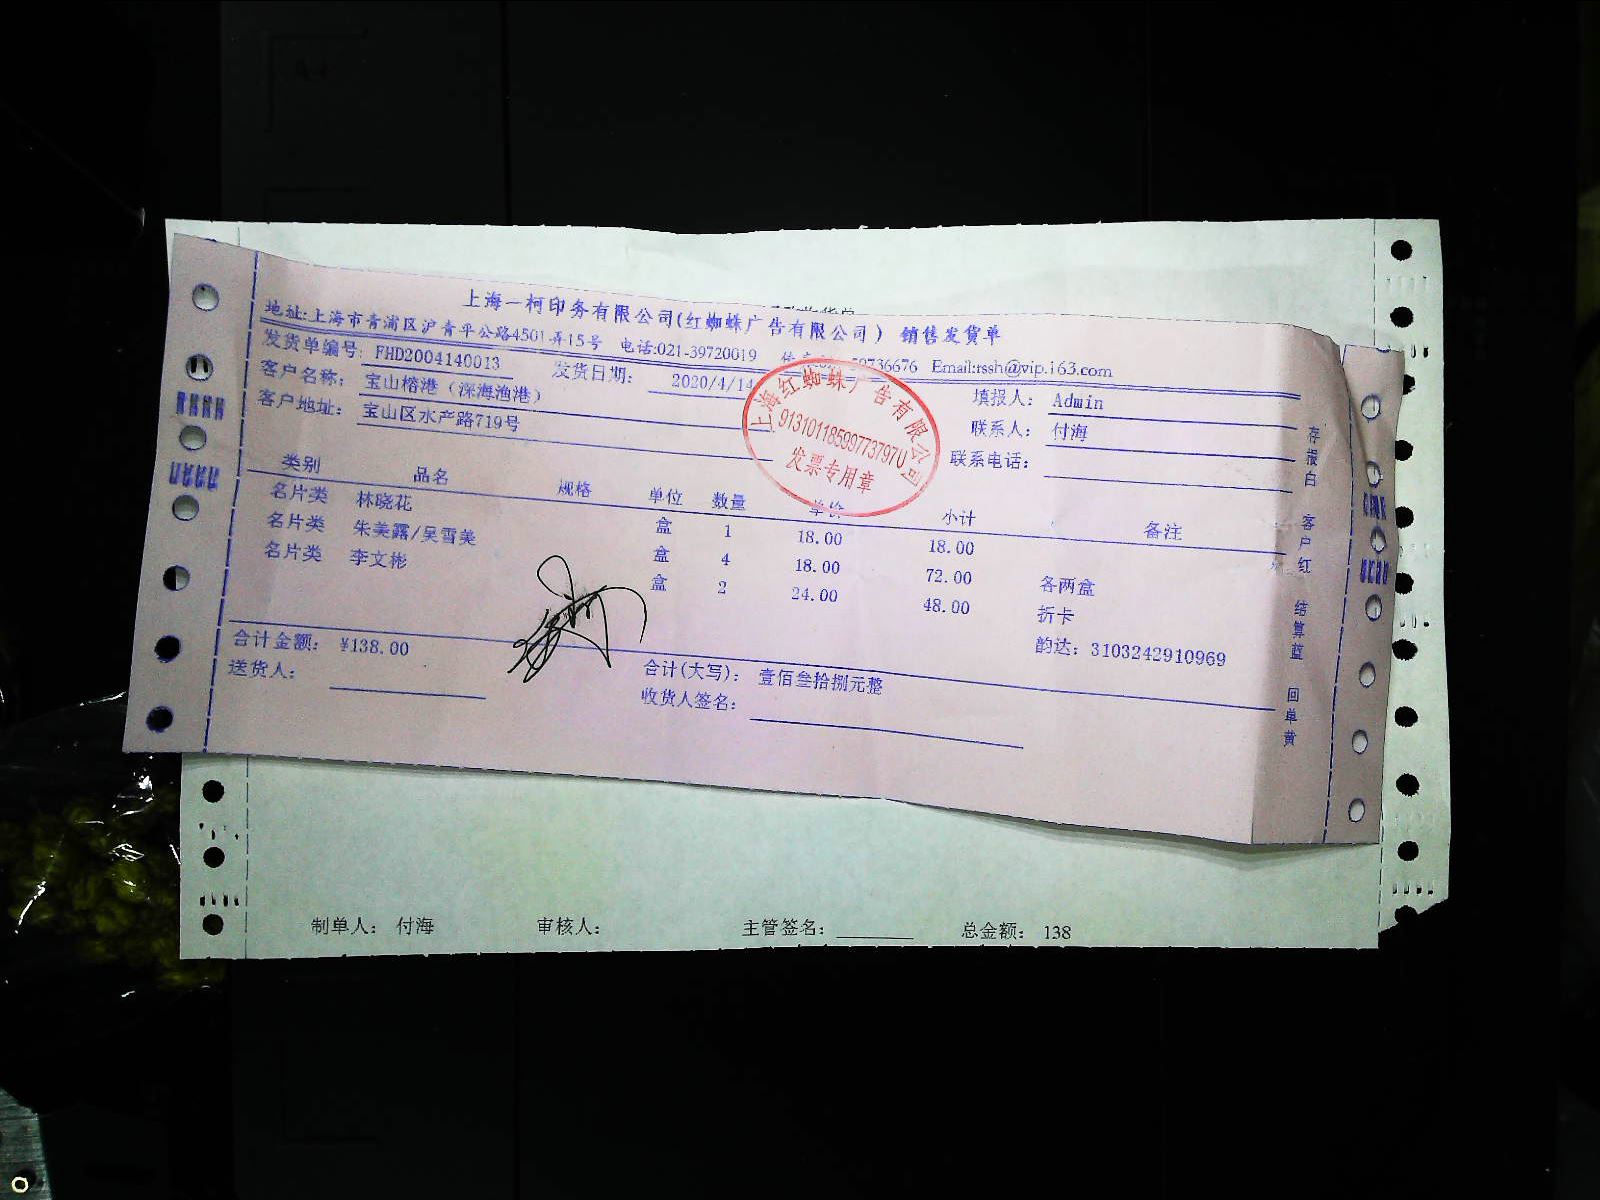 上海一柯印务有限公司(红蜘蛛广告有限公司) 销售发货单
地址:上海市青浦区沪青平公路4501弄15号 电话:021-39720019 59736676 Email:rssh@vip.163.com
发货单编号: FHD2004140013 发货日期: 2020/4/14 填报人: Admin
客户名称: 宝山榕港（深海渔港） 联系人: 付海
客户地址: 宝山区水产路719号 联系电话:
上海红蜘蛛广告有限公司
91310118599773797U
发票专用章
类别 品名 规格 单位 数量 单价 小计 备注
名片类 林晓花 盒 1 18.00 18.00
名片类 朱美露/吴雪美 盒 4 18.00 72.00 各两盒
名片类 李文彬 盒 2 24.00 48.00 折卡
韵达: 3103242910969
合计金额: ¥138.00 合计(大写): 壹佰叁拾捌元整
送货人: 收货人签名:
存根白 客户红 结算蓝 回单黄
制单人: 付海 审核人: 主管签名: 总金额: 138